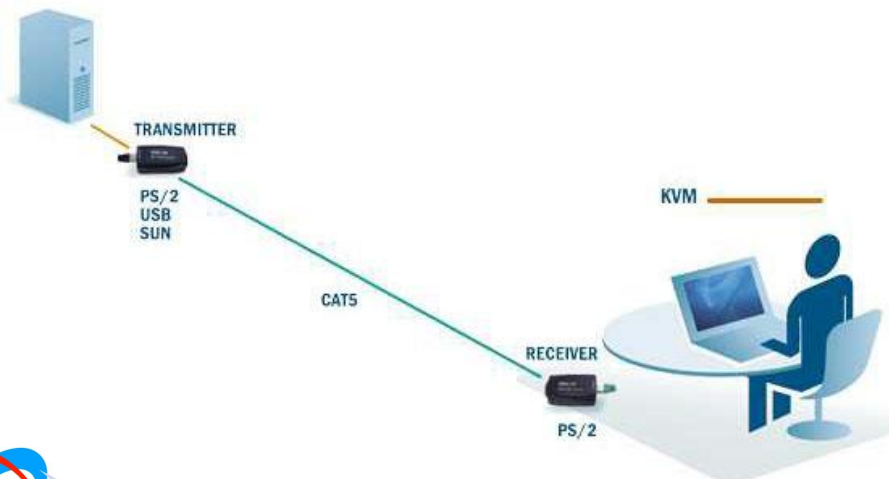 TRANSMITTER
PS/2
USB
SUN
KVM
CAT5
RECEIVER
PS/2